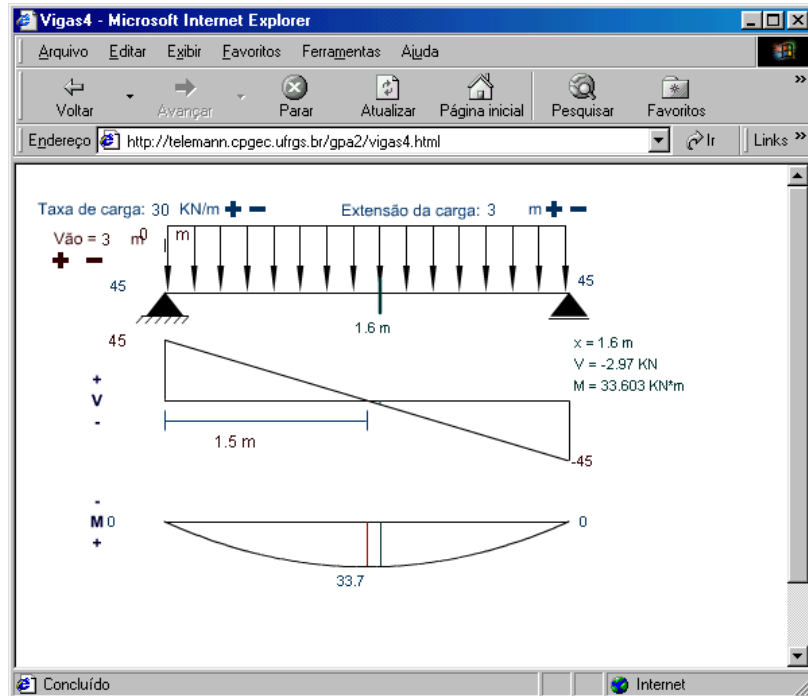 Vigas4 - Microsoft Internet Explorer
Arquivo Editar Exibir Favoritos Ferramentas Ajuda
Voltar Avançar Parar Atualizar Página inicial Pesquisar Favoritos »
Endereço http://telemann.cpgec.ufrgs.br/gpa2/vigas4.html Ir Links »
Taxa de carga: 30 KN/m + - Extensão da carga: 3 m + -
Vão = 3 m 0 m
+ -
45 45
1.6 m
45 x = 1.6 m
V = -2.97 KN
M = 33.603 KN*m
+
V
-
1.5 m
-45
-
M 0 0
+
33.7
Concluído Internet